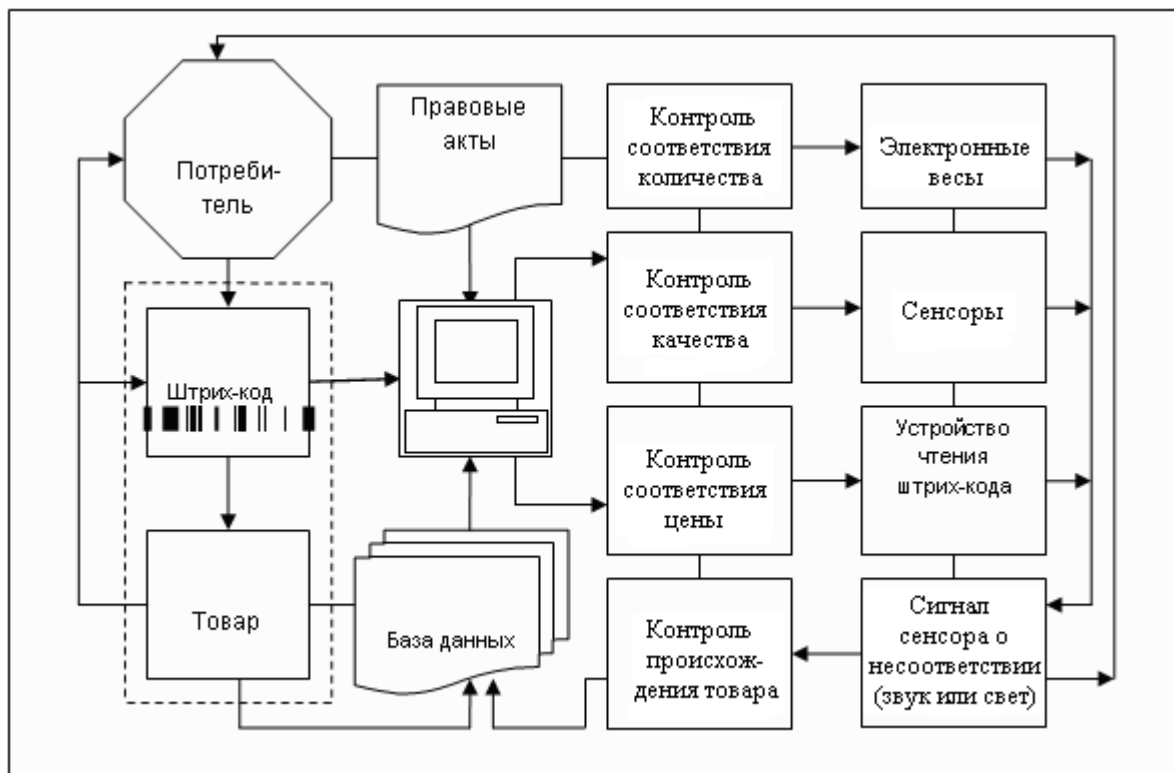 Потреби-
тель
Правовые
акты
Контроль
соответствия
количества
Электронные
весы
Контроль
соответствия
качества
Сенсоры
Штрих-код
Контроль
соответствия
цены
Устройство
чтения
штрих-кода
Товар
База данных
Контроль
происхож-
дения товара
Сигнал
сенсора о
несоответствии
(звук или свет)